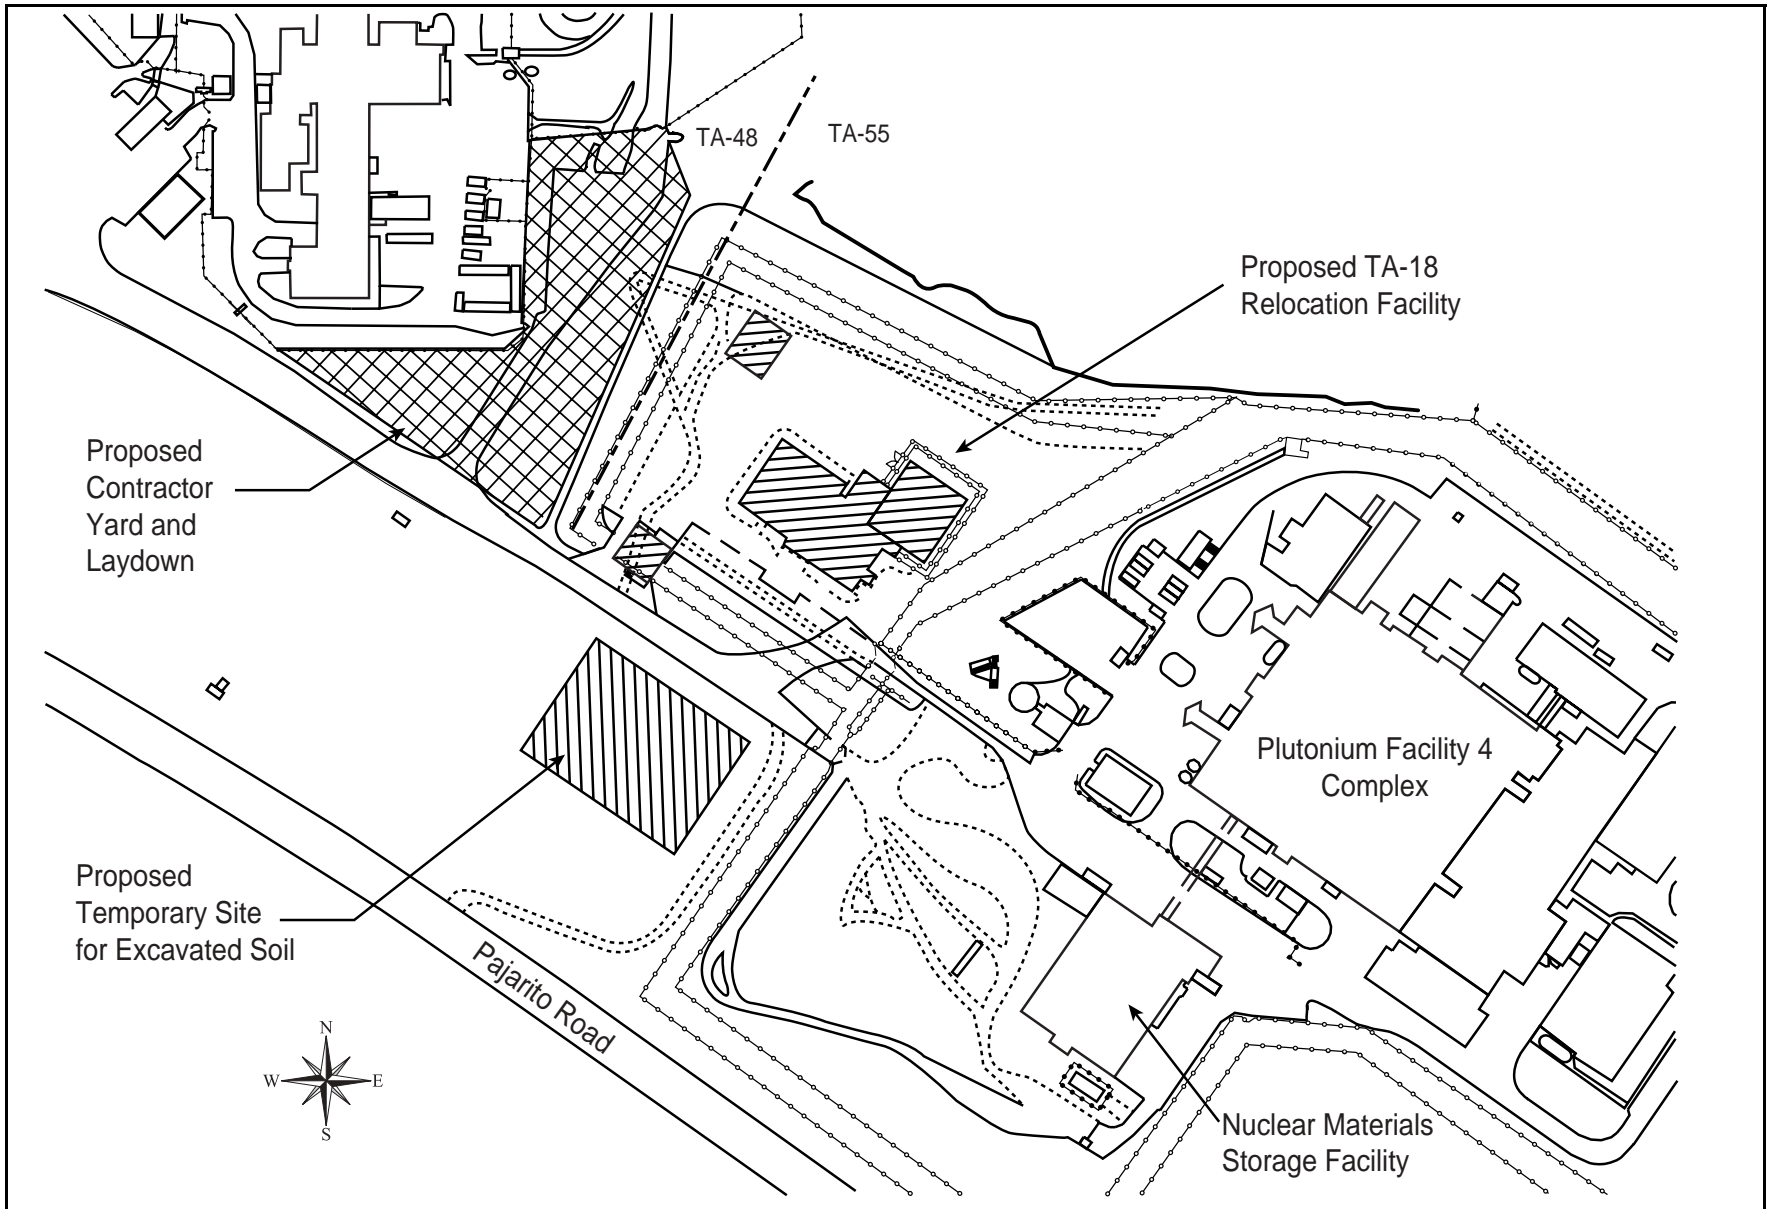 TA-48
TA-55
Proposed TA-18
Relocation Facility
Proposed
Contractor
Yard and
Laydown
Plutonium Facility 4
Complex
Proposed
Temporary Site
for Excavated Soil
Pajarito Road
N
W
E
S
Nuclear Materials
Storage Facility